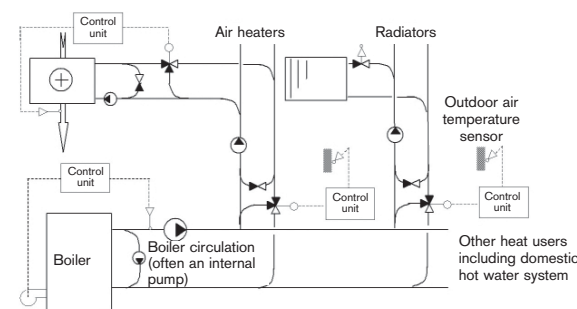 Control
unit
Air heaters
Radiators
Outdoor air
temperature
sensor
Control
unit
Control
unit
Control
unit
Boiler
Boiler circulation
(often an internal
pump)
Other heat users
including domestic
hot water system